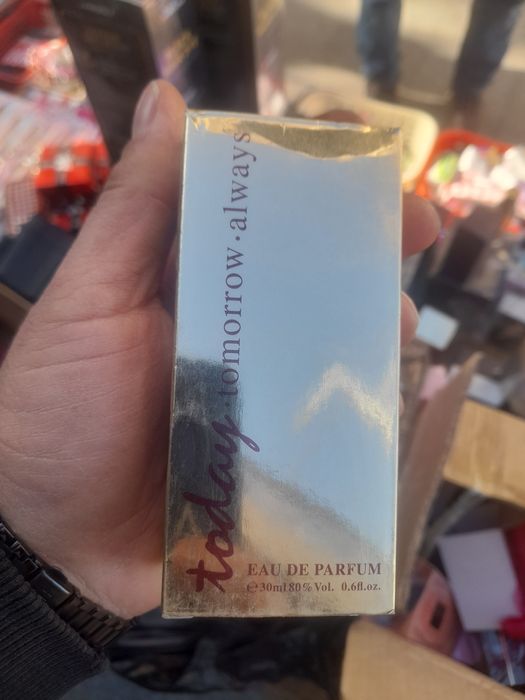 today·tomorrow·always
EAU DE PARFUM
℮30ml 80%Vol. 0.6fl.oz.